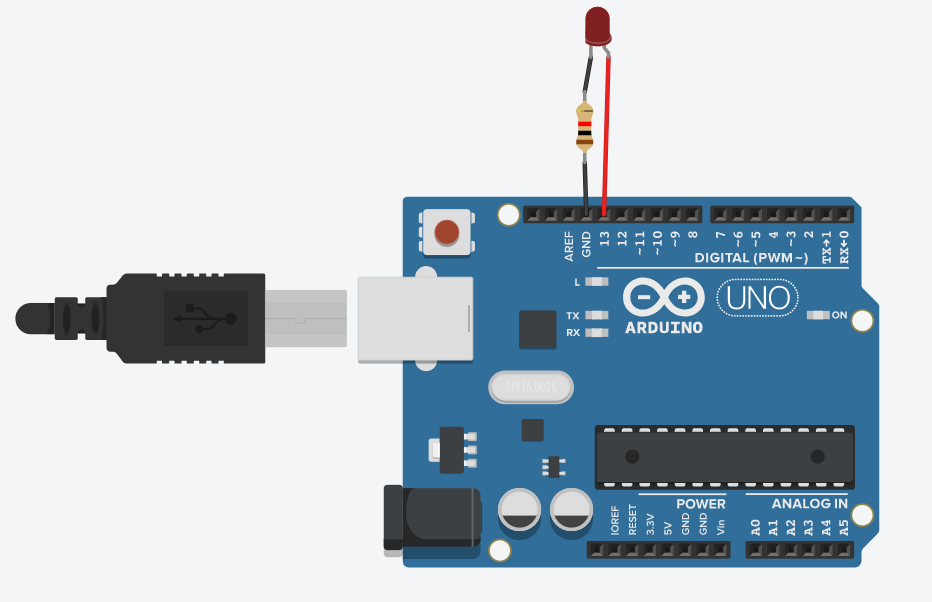 AREF
GND
13
12
~11
~10
~9
8
7
~6
~5
4
~3
2
TX→1
RX←0
DIGITAL (PWM~)
L
TX
RX
ARDUINO
UNO
ON
SPK16.000G
POWER
ANALOG IN
IOREF
RESET
3.3V
5V
GND
GND
Vin
A0
A1
A2
A3
A4
A5